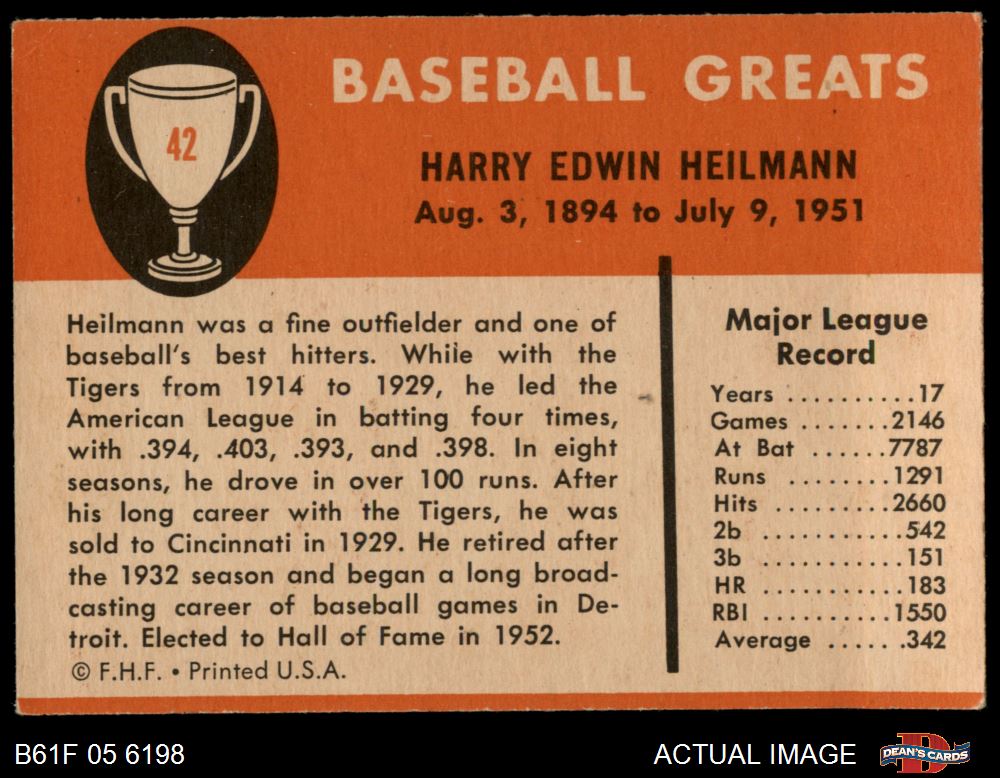 BASEBALL GREATS
42
HARRY EDWIN HEILMANN
Aug. 3, 1894 to July 9, 1951
Heilmann was a fine outfielder and one of
baseball's best hitters. While with the
Tigers from 1914 to 1929, he led the
American League in batting four times,
with .394, .403, .393, and .398. In eight
seasons, he drove in over 100 runs. After
his long career with the Tigers, he was
sold to Cincinnati in 1929. He retired after
the 1932 season and began a long broad-
casting career of baseball games in De-
troit. Elected to Hall of Fame in 1952.
© F.H.F. • Printed U.S.A.
Major League
Record
Years ..........17
Games .......2146
At Bat ......7787
Runs ........1291
Hits .........2660
2b ...........542
3b ...........151
HR ...........183
RBI ..........1550
Average ......342
B61F 05 6198
ACTUAL IMAGE
DEAN'S CARDS